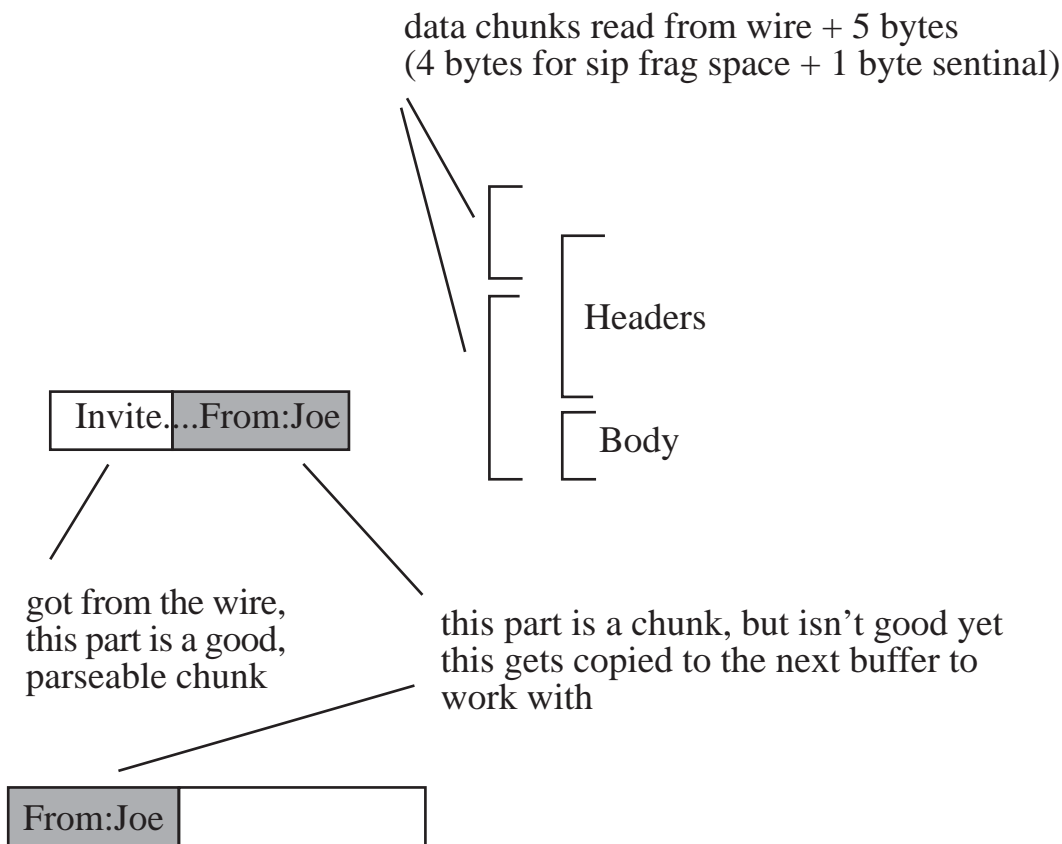 data chunks read from wire + 5 bytes
(4 bytes for sip frag space + 1 byte sentinal)
Headers
Body
Invite....From:Joe
got from the wire,
this part is a good,
parseable chunk
this part is a chunk, but isn't good yet
this gets copied to the next buffer to
work with
From:Joe